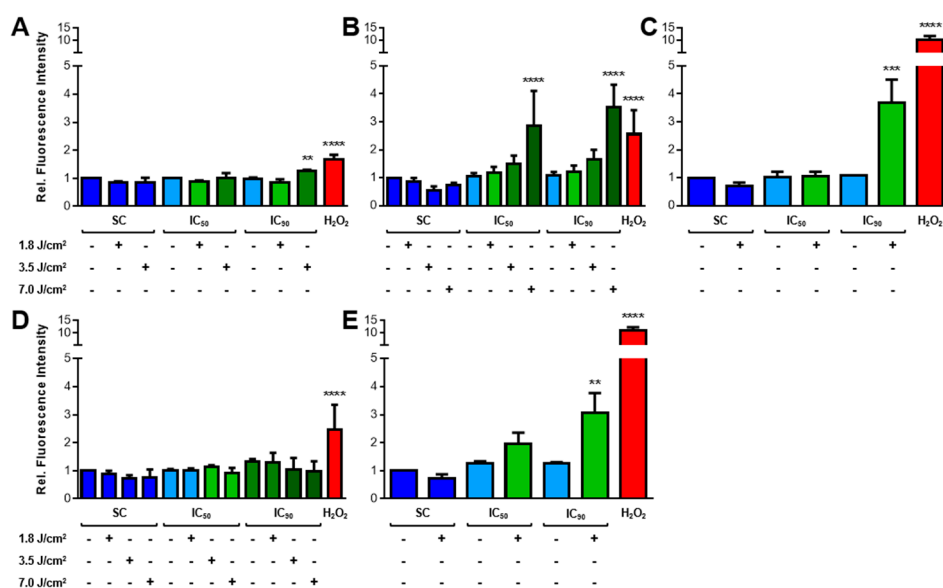 A B C
Rel. Fluorescence Intensity
15 15 15
10 10 10
5 5 5
4 4 4
3 3 3
2 2 2
1 1 1
0 0 0
** **** **** **** **** *** ****
SC IC50 IC90 H2O2 SC IC50 IC90 H2O2 SC IC50 IC90 H2O2
1.8 J/cm² - + - - + - - + - - + - - - + - - - + - - - - + - + - +
3.5 J/cm² - - + - - + - - + - - + - - - + - - - + - - - - - - - -
7.0 J/cm² - - - - - - - - - - - - + - - - + - - - + - - - - - - -
D E
Rel. Fluorescence Intensity
15 15
10 10
5 5
4 4
3 3
2 2
1 1
0 0
**** ** ****
SC IC50 IC90 H2O2 SC IC50 IC90 H2O2
1.8 J/cm² - + - - - + - - - + - - - + - + - +
3.5 J/cm² - - + - - - + - - - + - - - - - - -
7.0 J/cm² - - - + - - - + - - - + - - - - - -